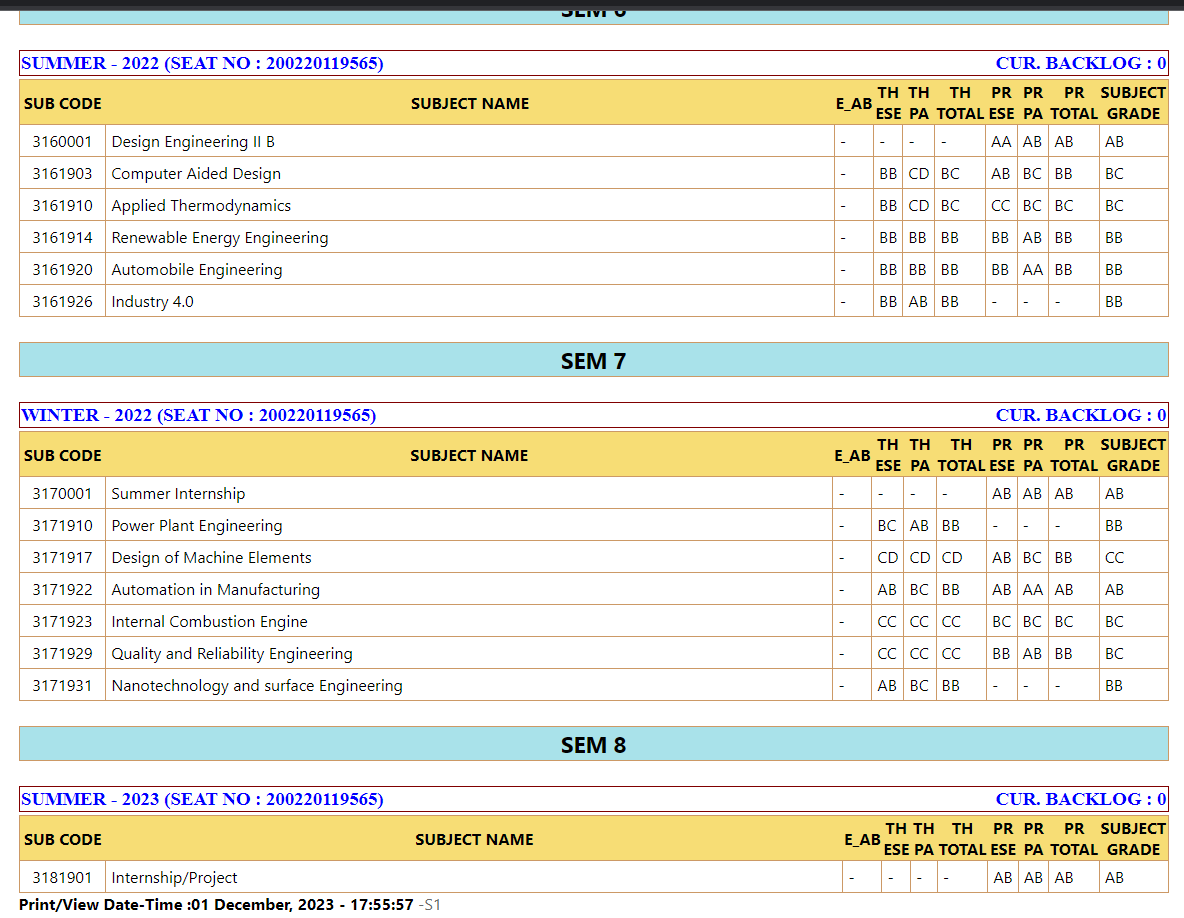 SEM 6
SUMMER - 2022 (SEAT NO : 200220119565) CUR. BACKLOG : 0
SUB CODE SUBJECT NAME E_AB TH ESE TH PA TH TOTAL PR ESE PR PA PR TOTAL SUBJECT GRADE
3160001 Design Engineering II B - - - - AA AB AB AB
3161903 Computer Aided Design - BB CD BC AB BC BB BC
3161910 Applied Thermodynamics - BB CD BC CC BC BC BC
3161914 Renewable Energy Engineering - BB BB BB BB AB BB BB
3161920 Automobile Engineering - BB BB BB BB AA BB BB
3161926 Industry 4.0 - BB AB BB - - - BB
SEM 7
WINTER - 2022 (SEAT NO : 200220119565) CUR. BACKLOG : 0
SUB CODE SUBJECT NAME E_AB TH ESE TH PA TH TOTAL PR ESE PR PA PR TOTAL SUBJECT GRADE
3170001 Summer Internship - - - - AB AB AB AB
3171910 Power Plant Engineering - BC AB BB - - - BB
3171917 Design of Machine Elements - CD CD CD AB BC BB CC
3171922 Automation in Manufacturing - AB BC BB AB AA AB AB
3171923 Internal Combustion Engine - CC CC CC BC BC BC BC
3171929 Quality and Reliability Engineering - CC CC CC BB AB BB BC
3171931 Nanotechnology and surface Engineering - AB BC BB - - - BB
SEM 8
SUMMER - 2023 (SEAT NO : 200220119565) CUR. BACKLOG : 0
SUB CODE SUBJECT NAME E_AB TH ESE TH PA TH TOTAL PR ESE PR PA PR TOTAL SUBJECT GRADE
3181901 Internship/Project - - - - AB AB AB AB
Print/View Date-Time :01 December, 2023 - 17:55:57 -S1